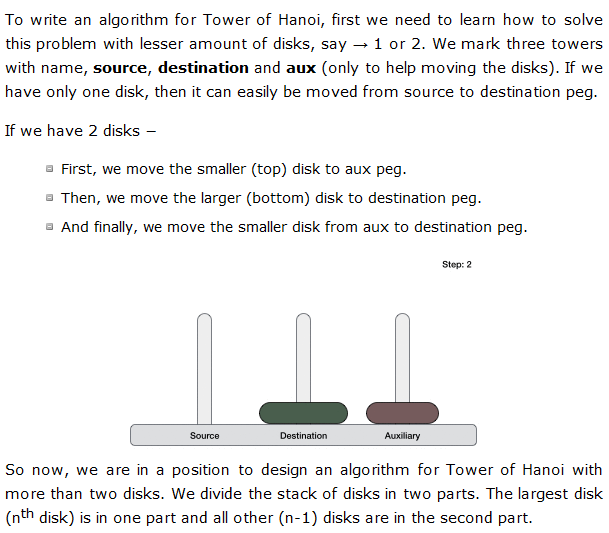 To write an algorithm for Tower of Hanoi, first we need to learn how to solve
this problem with lesser amount of disks, say → 1 or 2. We mark three towers
with name, source, destination and aux (only to help moving the disks). If we
have only one disk, then it can easily be moved from source to destination peg.
If we have 2 disks −
First, we move the smaller (top) disk to aux peg.
Then, we move the larger (bottom) disk to destination peg.
And finally, we move the smaller disk from aux to destination peg.
Step: 2
Source Destination Auxiliary
So now, we are in a position to design an algorithm for Tower of Hanoi with
more than two disks. We divide the stack of disks in two parts. The largest disk
(nth disk) is in one part and all other (n-1) disks are in the second part.